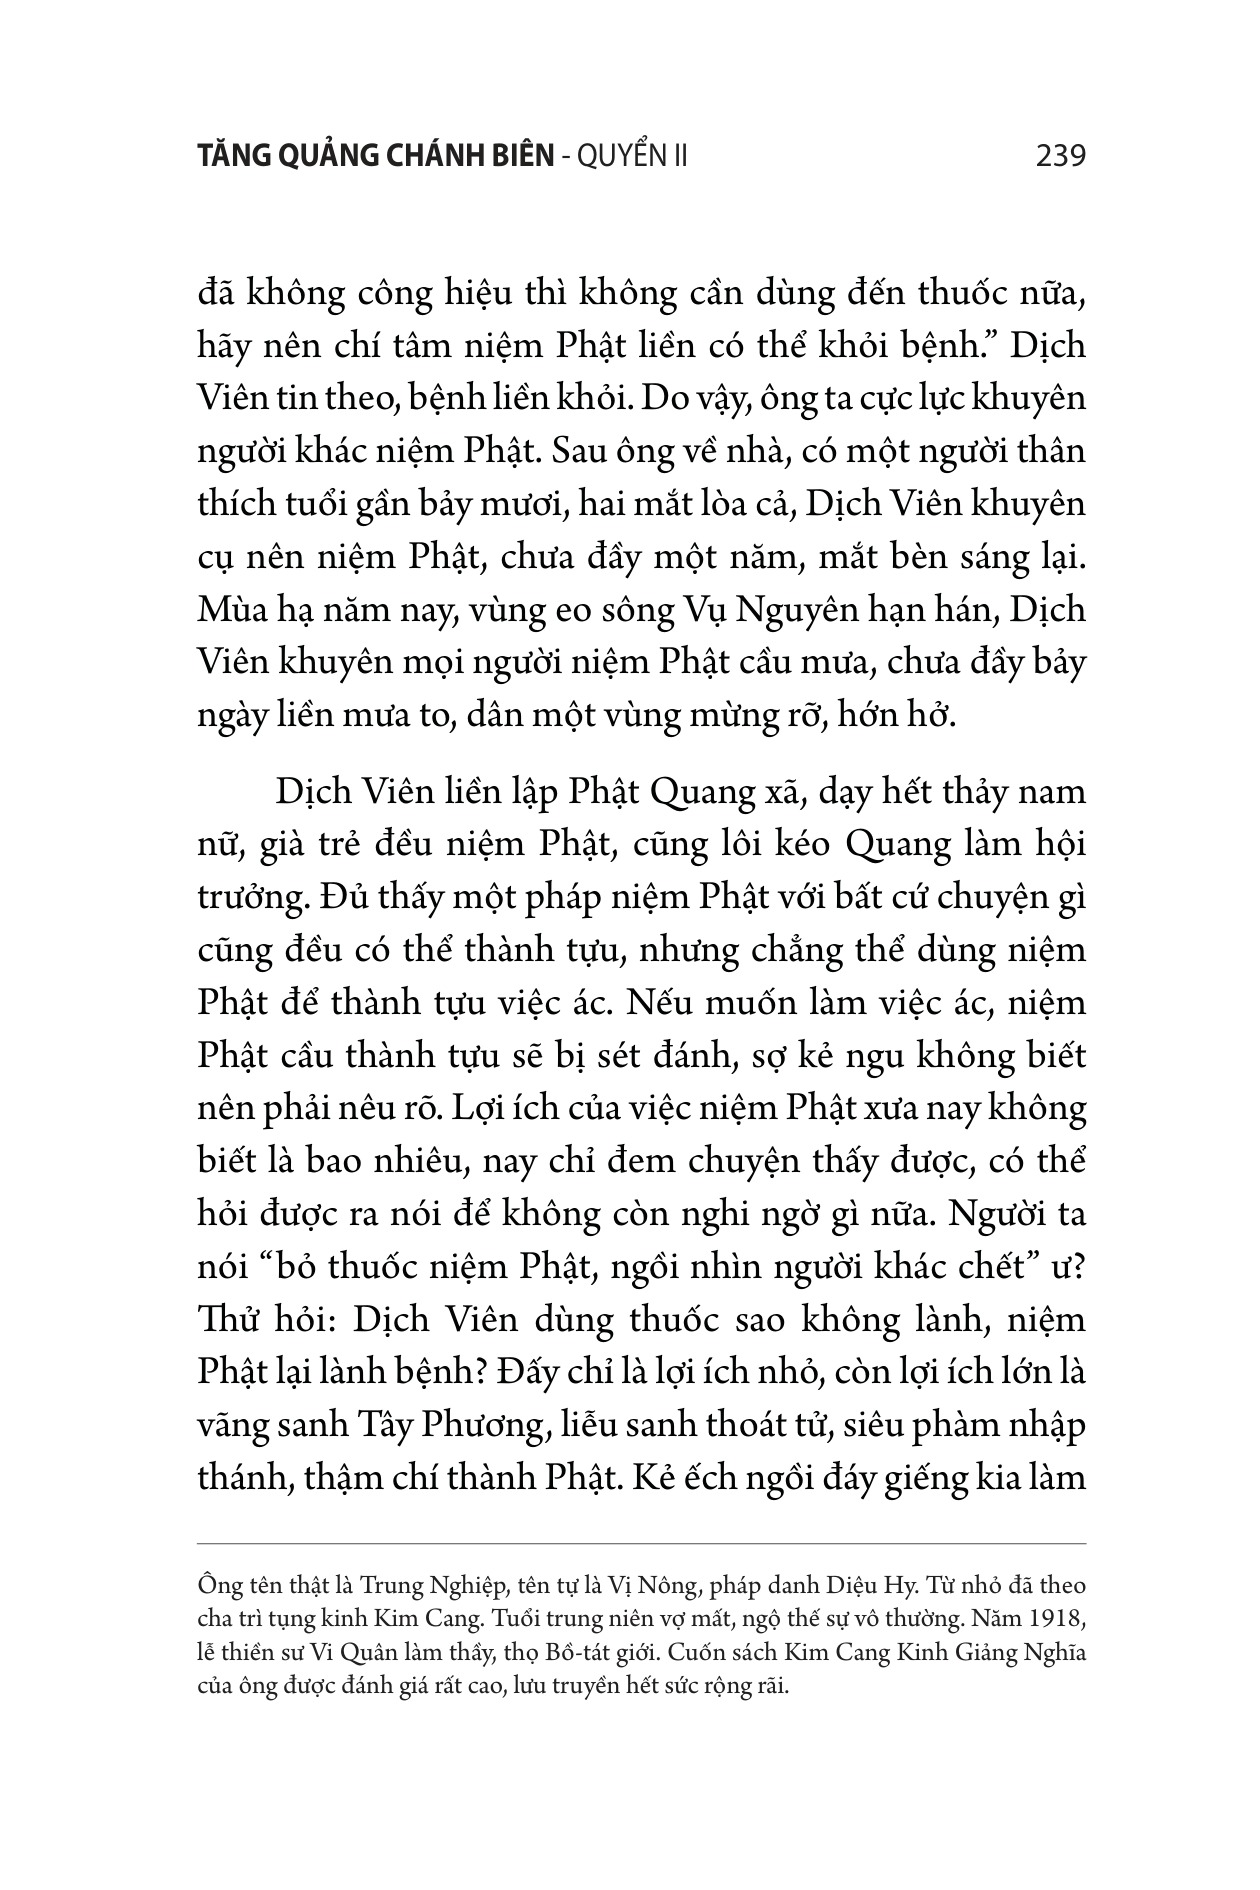 TĂNG QUẢNG CHÁNH BIÊN - QUYỂN II 239
đã không công hiệu thì không cần dùng đến thuốc nữa,
hãy nên chí tâm niệm Phật liền có thể khỏi bệnh.” Dịch
Viên tin theo, bệnh liền khỏi. Do vậy, ông ta cực lực khuyên
người khác niệm Phật. Sau ông về nhà, có một người thân
thích tuổi gần bảy mươi, hai mắt lòa cả, Dịch Viên khuyên
cụ nên niệm Phật, chưa đầy một năm, mắt bèn sáng lại.
Mùa hạ năm nay, vùng eo sông Vụ Nguyên hạn hán, Dịch
Viên khuyên mọi người niệm Phật cầu mưa, chưa đầy bảy
ngày liền mưa to, dân một vùng mừng rỡ, hớn hở.
Dịch Viên liền lập Phật Quang xã, dạy hết thảy nam
nữ, già trẻ đều niệm Phật, cũng lôi kéo Quang làm hội
trưởng. Đủ thấy một pháp niệm Phật với bất cứ chuyện gì
cũng đều có thể thành tựu, nhưng chẳng thể dùng niệm
Phật để thành tựu việc ác. Nếu muốn làm việc ác, niệm
Phật cầu thành tựu sẽ bị sét đánh, sợ kẻ ngu không biết
nên phải nêu rõ. Lợi ích của việc niệm Phật xưa nay không
biết là bao nhiêu, nay chỉ đem chuyện thấy được, có thể
hỏi được ra nói để không còn nghi ngờ gì nữa. Người ta
nói “bỏ thuốc niệm Phật, ngồi nhìn người khác chết” ư?
Thử hỏi: Dịch Viên dùng thuốc sao không lành, niệm
Phật lại lành bệnh? Đấy chỉ là lợi ích nhỏ, còn lợi ích lớn là
vãng sanh Tây Phương, liễu sanh thoát tử, siêu phàm nhập
thánh, thậm chí thành Phật. Kẻ ếch ngồi đáy giếng kia làm
Ông tên thật là Trung Nghiệp, tên tự là Vị Nông, pháp danh Diệu Hy. Từ nhỏ đã theo
cha trì tụng kinh Kim Cang. Tuổi trung niên vợ mất, ngộ thế sự vô thường. Năm 1918,
lễ thiền sư Vi Quân làm thầy, thọ Bồ-tát giới. Cuốn sách Kim Cang Kinh Giảng Nghĩa
của ông được đánh giá rất cao, lưu truyền hết sức rộng rãi.